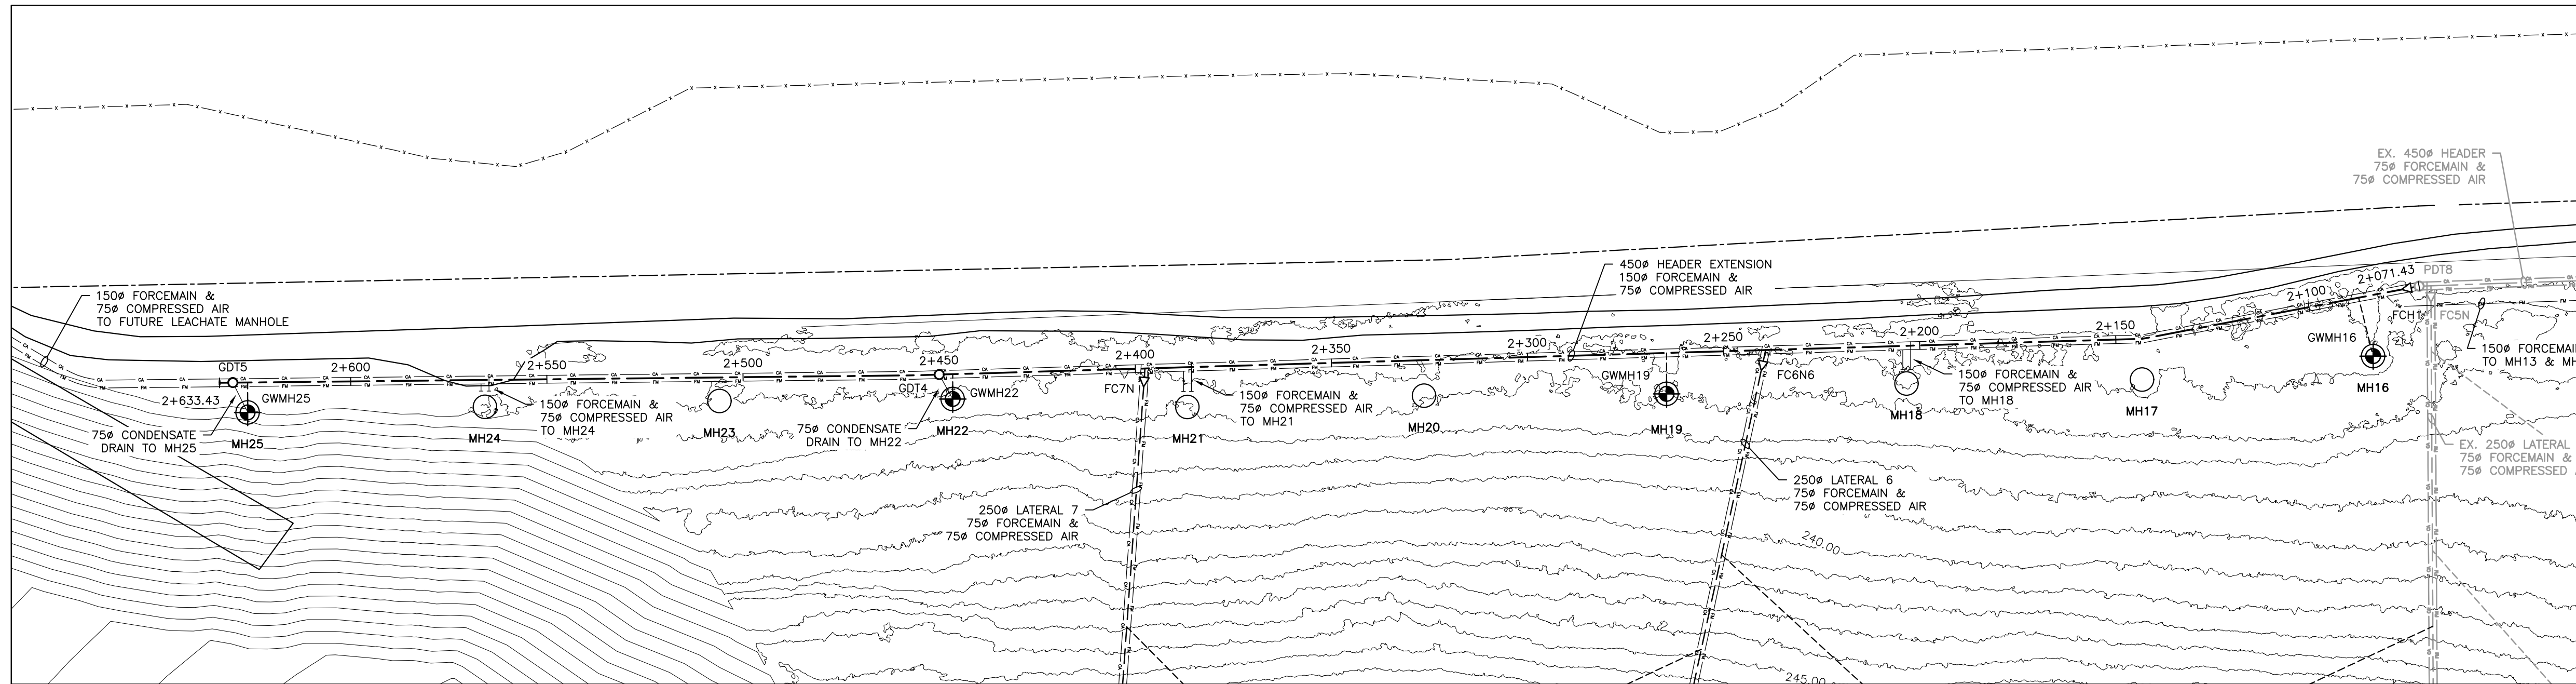 EX. 450ø HEADER
75ø FORCEMAIN &
75ø COMPRESSED AIR
450ø HEADER EXTENSION
150ø FORCEMAIN &
75ø COMPRESSED AIR
150ø FORCEMAIN &
75ø COMPRESSED AIR
TO FUTURE LEACHATE MANHOLE
2+071.43
PDT8
2+100
FCH1
FC5N
2+150
2+200
2+250
2+300
2+350
2+400
2+450
2+500
2+550
2+600
GDT5
2+633.43
GWMH25
75ø CONDENSATE
DRAIN TO MH25
MH25
MH24
150ø FORCEMAIN &
75ø COMPRESSED AIR
TO MH24
MH23
GDT4
GWMH22
75ø CONDENSATE
DRAIN TO MH22
MH22
FC7N
MH21
150ø FORCEMAIN &
75ø COMPRESSED AIR
TO MH21
MH20
GWMH19
MH19
FC6N6
150ø FORCEMAIN &
75ø COMPRESSED AIR
TO MH18
MH18
MH17
GWMH16
MH16
150ø FORCEMAI
TO MH13 &
EX. 250ø LATERAL
75ø FORCEMAIN &
75ø COMPRESSED
250ø LATERAL 7
75ø FORCEMAIN &
75ø COMPRESSED AIR
250ø LATERAL 6
75ø FORCEMAIN &
75ø COMPRESSED AIR
240.00
245.00